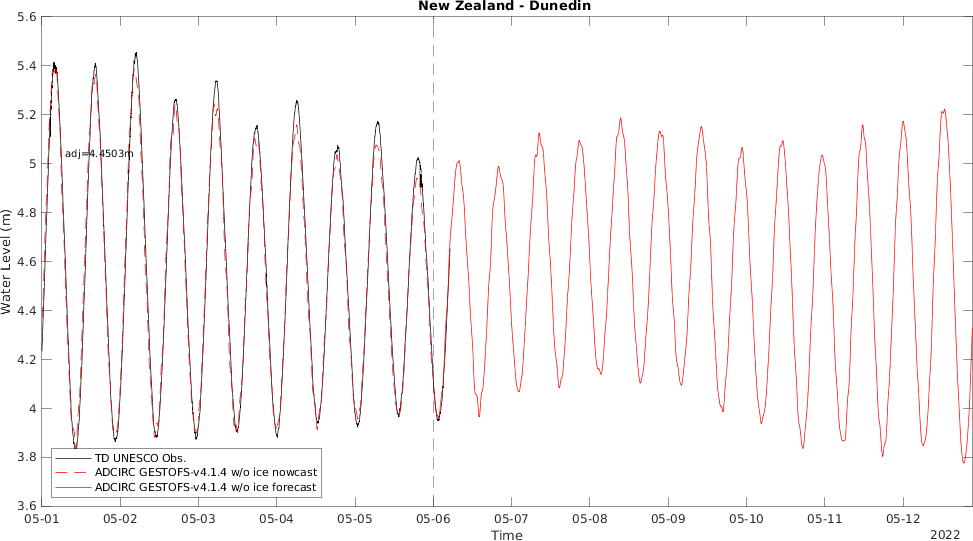 New Zealand - Dunedin
5.6
5.4
5.2
5
4.8
4.6
4.4
4.2
4
3.8
3.6
Water Level (m)
adj=4.4503m
TD UNESCO Obs.
ADCIRC GESTOFS-v4.1.4 w/o ice nowcast
ADCIRC GESTOFS-v4.1.4 w/o ice forecast
05-01 05-02 05-03 05-04 05-05 05-06 05-07 05-08 05-09 05-10 05-11 05-12
Time
2022